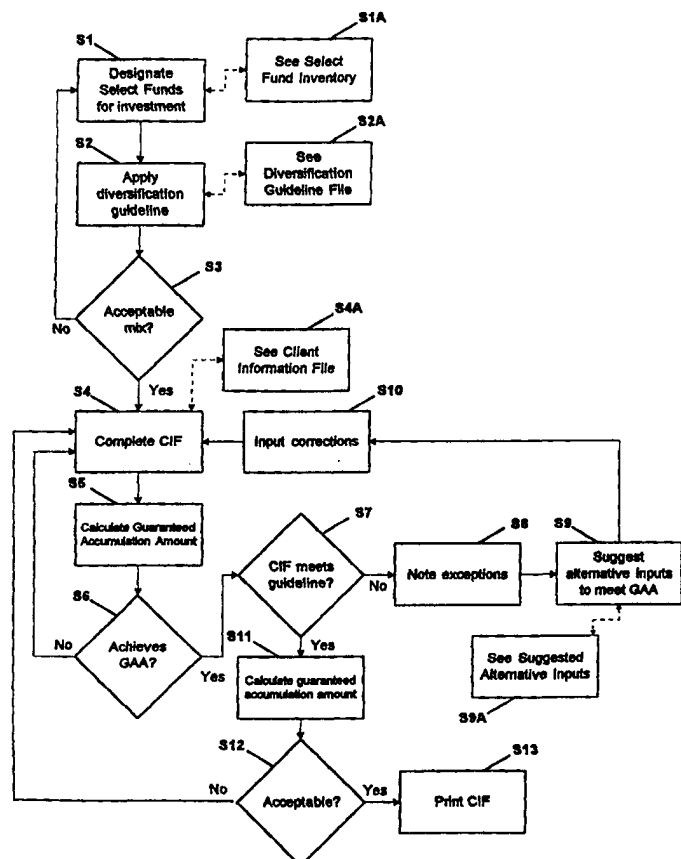 S1
Designate
Select Funds
for investment
S1A
See Select
Fund Inventory
S2
Apply
diversification
guideline
S2A
See
Diversification
Guideline File
S3
Acceptable
mix?
No
Yes
S4A
See Client
Information File
S4
Complete CIF
S10
Input corrections
S5
Calculate Guaranteed
Accumulation Amount
S6
Achieves
GAA?
No
Yes
S7
CIF meets
guideline?
No
Yes
S8
Note exceptions
S9
Suggest
alternative inputs
to meet GAA
See Suggested
Alternative Inputs
S9A
S11
Calculate guaranteed
accumulation amount
S12
Acceptable?
No
Yes
S13
Print CIF